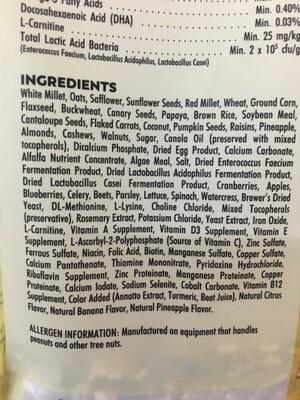 3 Fatty Acids Min. 0.40%
Docosahexaenoic Acid (DHA) Min. 0.03%
L-Carnitine Min. 25 mg/kg
Total Lactic Acid Bacteria Min. 2 x 10⁵ cfu/g
(Enterococcus Faecium, Lactobacillus Acidophilus, Lactobacillus Casei)
INGREDIENTS
White Millet, Oats, Safflower, Sunflower Seeds, Red Millet, Wheat, Ground Corn,
Flaxseed, Buckwheat, Canary Seeds, Papaya, Brown Rice, Soybean Meal,
Cantaloupe Seeds, Flaked Carrots, Coconut, Pumpkin Seeds, Raisins, Pineapple,
Almonds, Cashews, Walnuts, Sugar, Canola Oil (preserved with mixed
tocopherols), Dicalcium Phosphate, Dried Egg Product, Calcium Carbonate,
Alfalfa Nutrient Concentrate, Algae Meal, Salt, Dried Enterococcus Faecium
Fermentation Product, Dried Lactobacillus Acidophilus Fermentation Product,
Dried Lactobacillus Casei Fermentation Product, Cranberries, Apples,
Blueberries, Celery, Beets, Parsley, Lettuce, Spinach, Watercress, Brewer's Dried
Yeast, DL-Methionine, L-Lysine, Choline Chloride, Mixed Tocopherols
(preservative), Rosemary Extract, Potassium Chloride, Yeast Extract, Iron Oxide,
L-Carnitine, Vitamin A Supplement, Vitamin D3 Supplement, Vitamin E
Supplement, L-Ascorbyl-2-Polyphosphate (Source of Vitamin C), Zinc Sulfate,
Ferrous Sulfate, Niacin, Folic Acid, Biotin, Manganese Sulfate, Copper Sulfate,
Calcium Pantothenate, Thiamine Mononitrate, Pyridoxine Hydrochloride,
Riboflavin Supplement, Zinc Proteinate, Manganese Proteinate, Copper
Proteinate, Calcium Iodate, Sodium Selenite, Cobalt Carbonate, Vitamin B12
Supplement, Color Added (Annatto Extract, Turmeric, Beet Juice), Natural Citrus
Flavor, Natural Banana Flavor, Natural Pineapple Flavor.
ALLERGEN INFORMATION: Manufactured on equipment that handles
peanuts and other tree nuts.